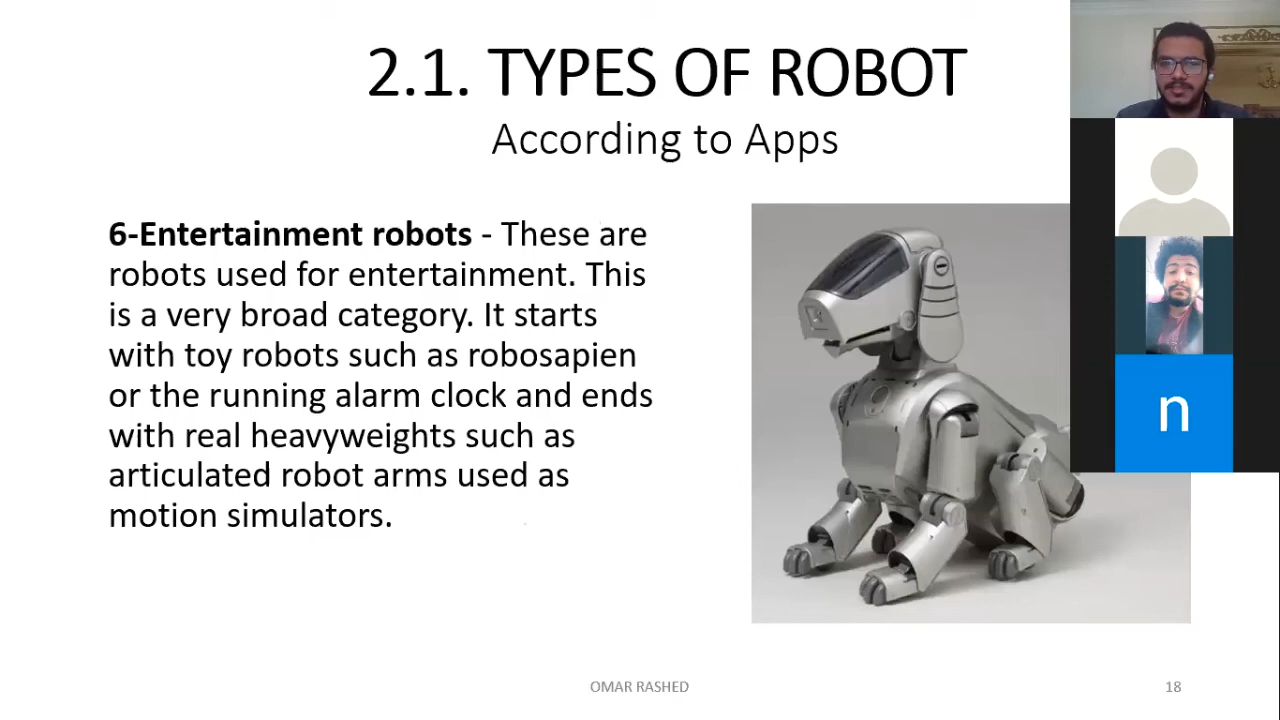 2.1. TYPES OF ROBOT
According to Apps
6-Entertainment robots - These are
robots used for entertainment. This
is a very broad category. It starts
with toy robots such as robosapien
or the running alarm clock and ends
with real heavyweights such as
articulated robot arms used as
motion simulators.
n
OMAR RASHED
18